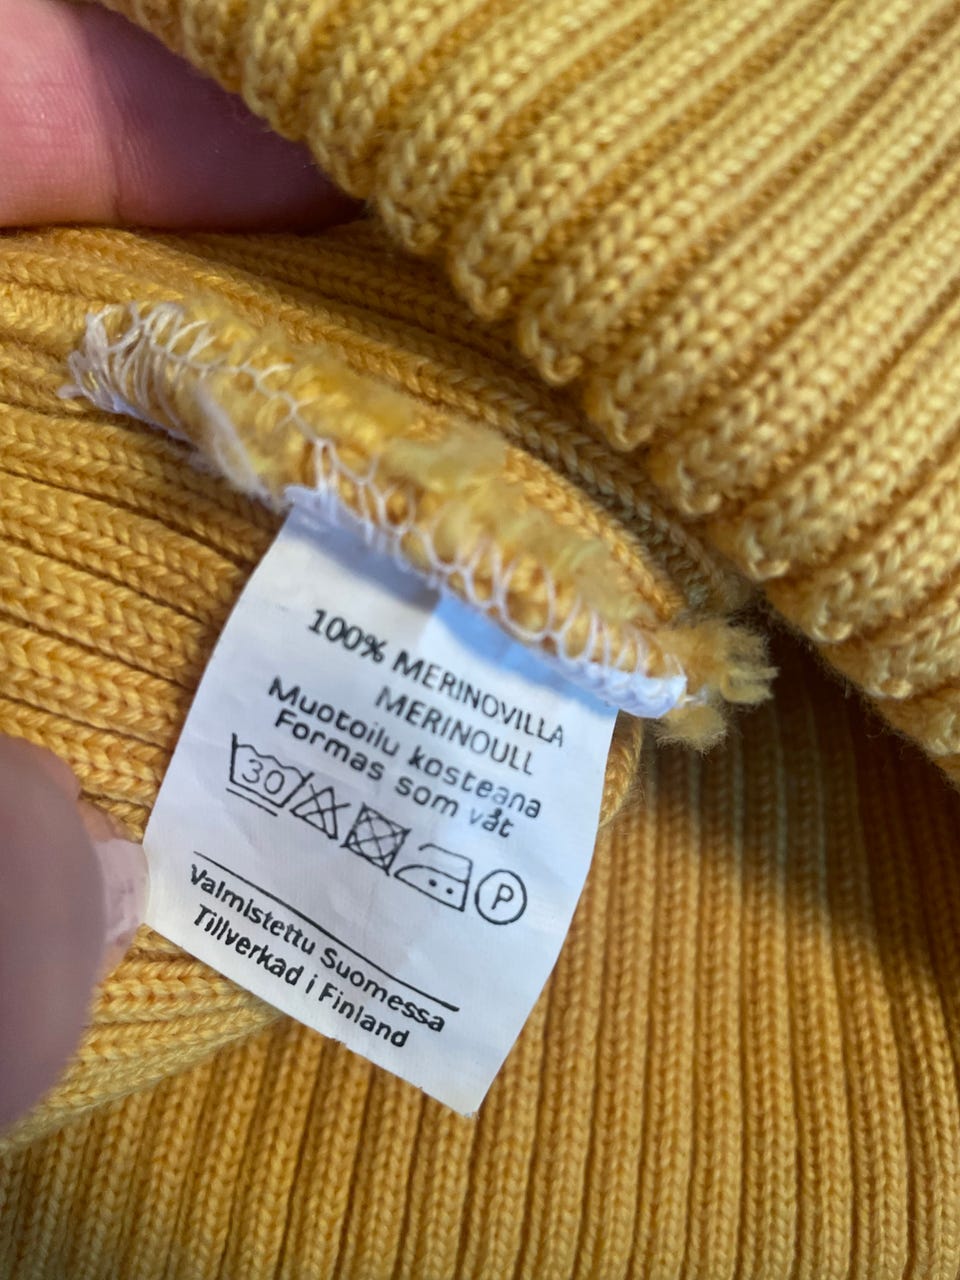 100% MERINOVILLA
MERINOULL
Muotoilu kosteana
Formas som våt
30 P
Valmistettu Suomessa
Tillverkad i Finland